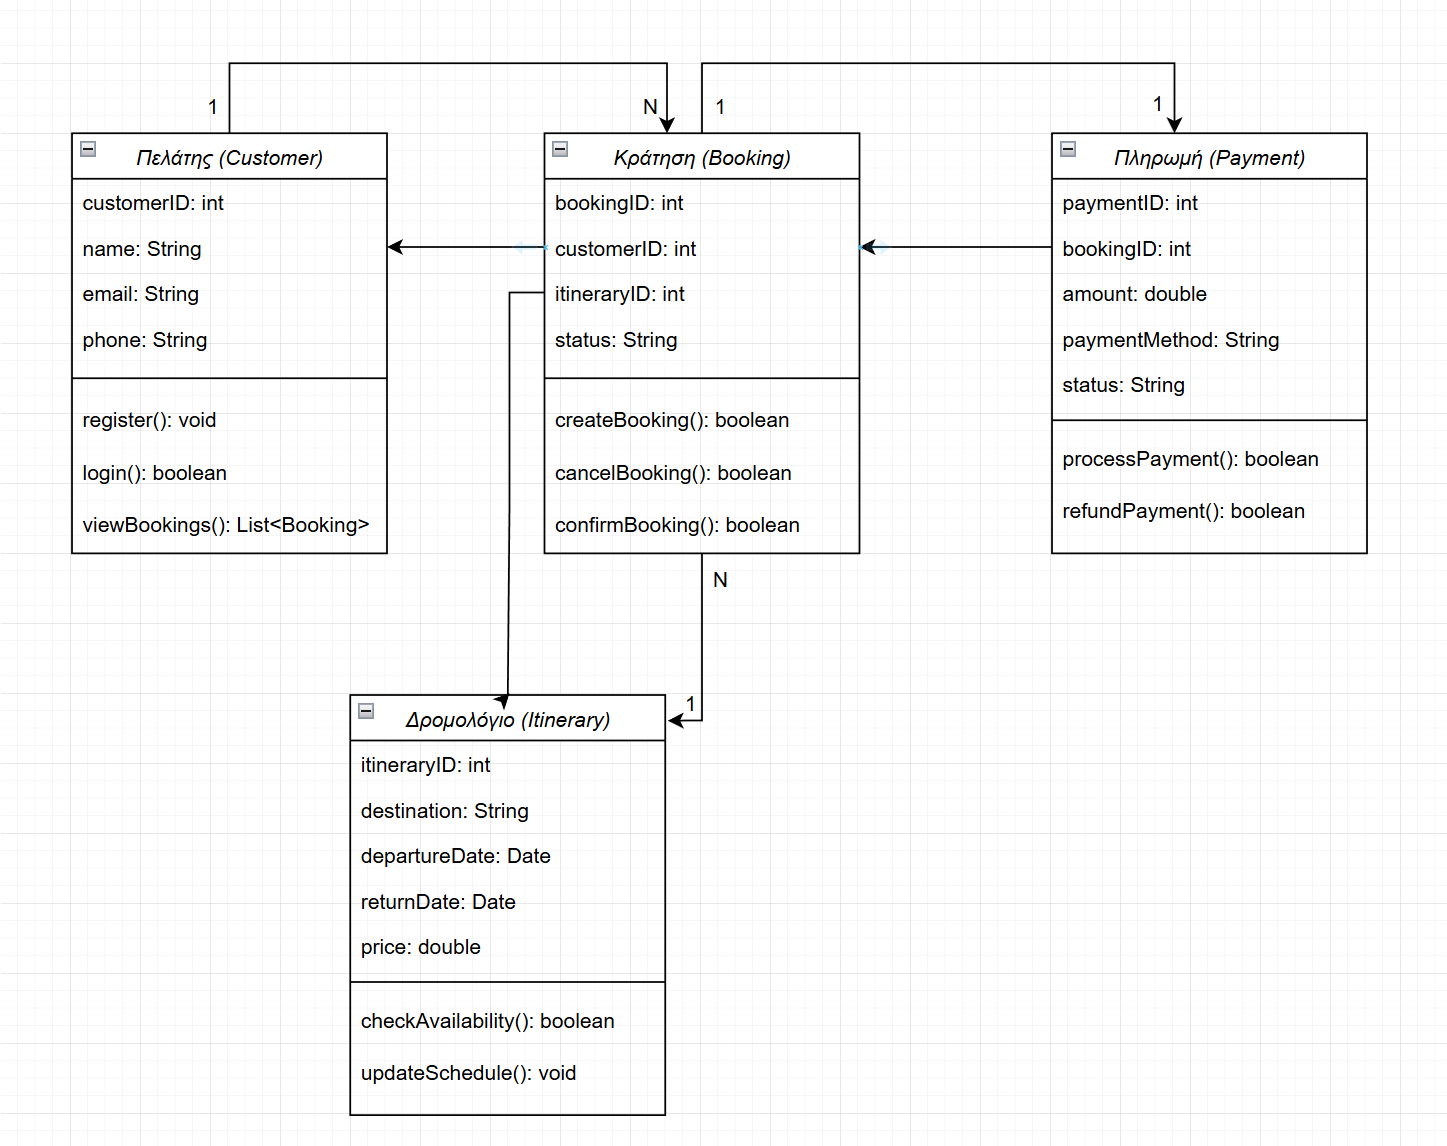 1
N
1
1
Πελάτης (Customer)
customerID: int
name: String
email: String
phone: String
register(): void
login(): boolean
viewBookings(): List<Booking>
Κράτηση (Booking)
bookingID: int
customerID: int
itineraryID: int
status: String
createBooking(): boolean
cancelBooking(): boolean
confirmBooking(): boolean
Πληρωμή (Payment)
paymentID: int
bookingID: int
amount: double
paymentMethod: String
status: String
processPayment(): boolean
refundPayment(): boolean
N
1
Δρομολόγιο (Itinerary)
itineraryID: int
destination: String
departureDate: Date
returnDate: Date
price: double
checkAvailability(): boolean
updateSchedule(): void